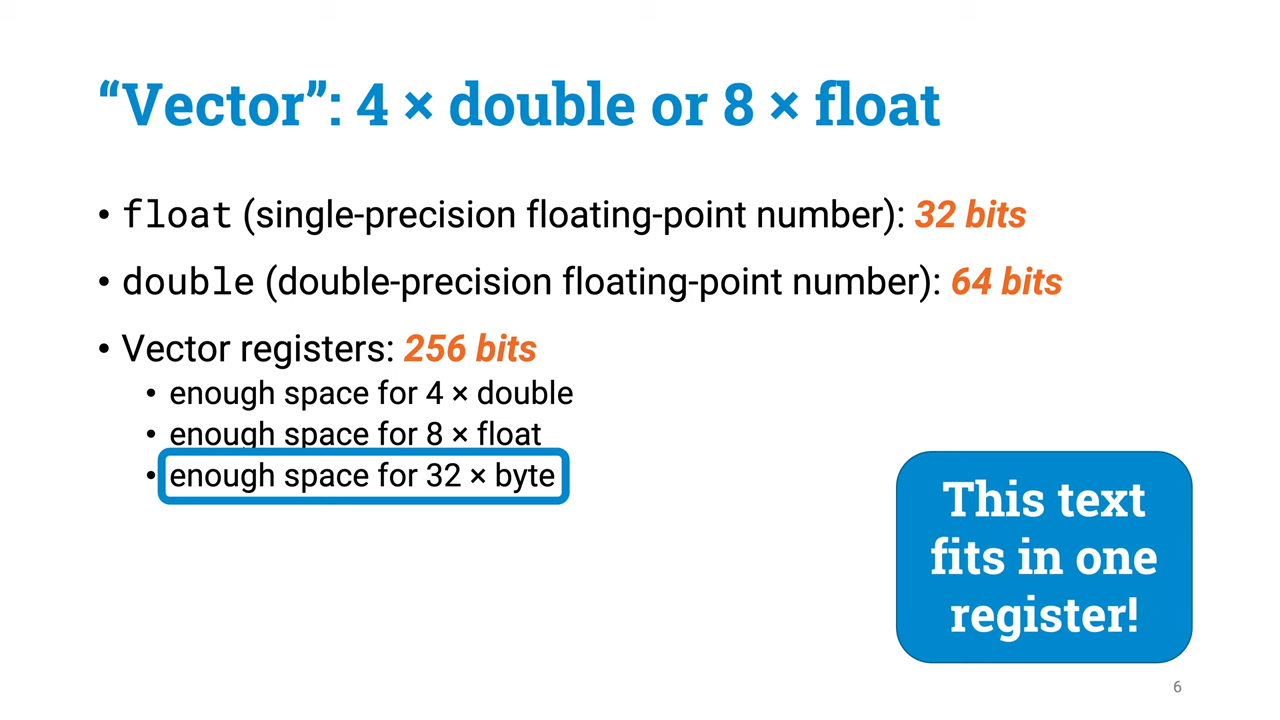 “Vector”: 4 × double or 8 × float
• float (single-precision floating-point number): 32 bits
• double (double-precision floating-point number): 64 bits
• Vector registers: 256 bits
• enough space for 4 × double
• enough space for 8 × float
• enough space for 32 × byte
This text
fits in one
register!
6